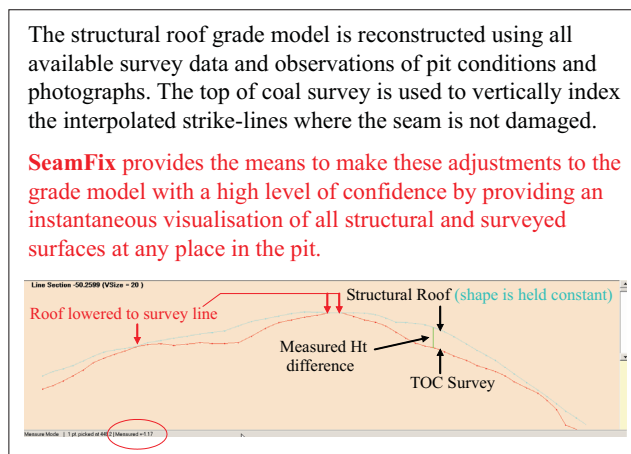 The structural roof grade model is reconstructed using all
available survey data and observations of pit conditions and
photographs. The top of coal survey is used to vertically index
the interpolated strike-lines where the seam is not damaged.
SeamFix provides the means to make these adjustments to the
grade model with a high level of confidence by providing an
instantaneous visualisation of all structural and surveyed
surfaces at any place in the pit.
Line Section -50.2599 (VSize = 20 )
Structural Roof (shape is held constant)
Roof lowered to survey line
Measured Ht
difference
TOC Survey
Measure Mode | 1 pt picked at | Measured =1.17